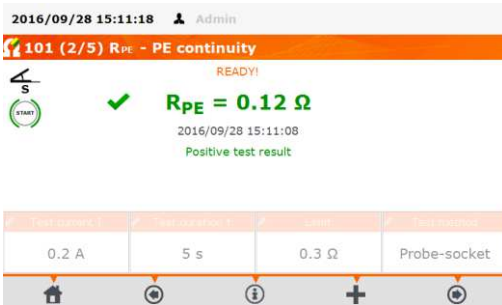 2016/09/28 15:11:18 Admin
101 (2/5) RPE - PE continuity
READY!
S
START
RPE = 0.12 Ω
2016/09/28 15:11:08
Positive test result
Test current I Test duration t Limit Test method
0.2 A 5 s 0.3 Ω Probe-socket